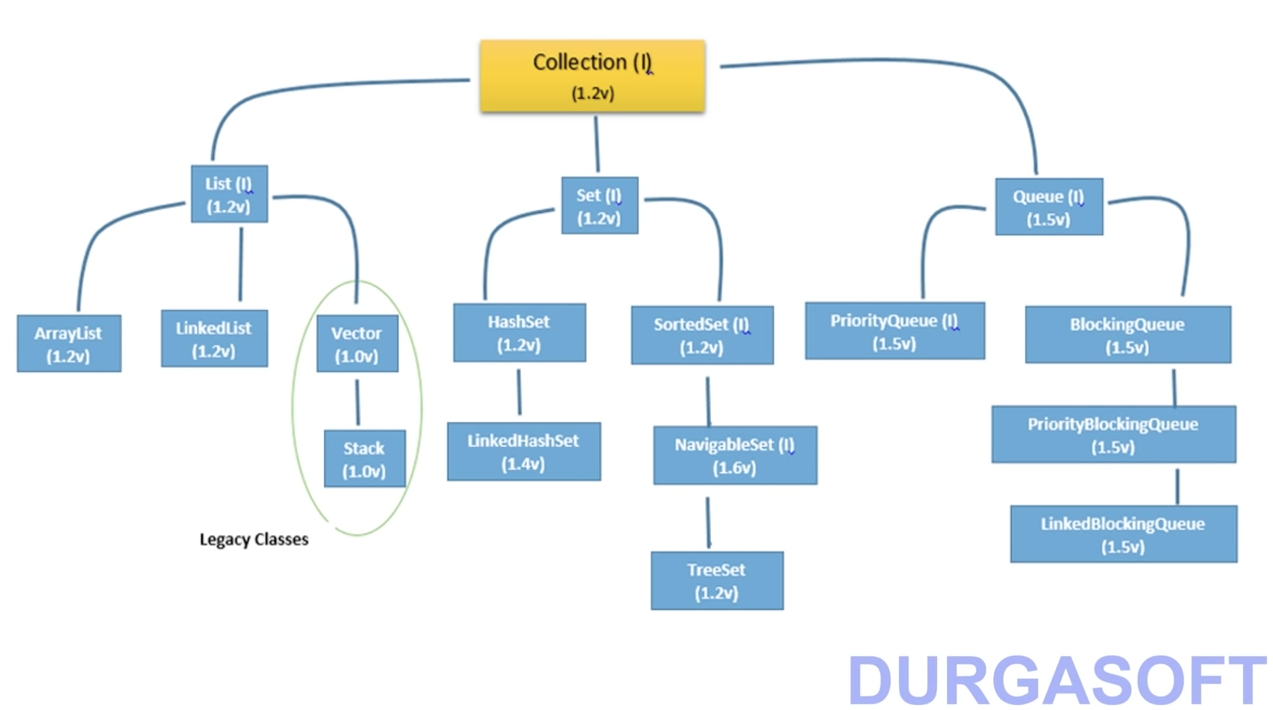 Collection (I)
(1.2v)
List (I)
(1.2v)
Set (I)
(1.2v)
Queue (I)
(1.5v)
ArrayList
(1.2v)
LinkedList
(1.2v)
Vector
(1.0v)
HashSet
(1.2v)
SortedSet (I)
(1.2v)
PriorityQueue (I)
(1.5v)
BlockingQueue
(1.5v)
Stack
(1.0v)
LinkedHashSet
(1.4v)
NavigableSet (I)
(1.6v)
PriorityBlockingQueue
(1.5v)
LinkedBlockingQueue
(1.5v)
Legacy Classes
TreeSet
(1.2v)
DURGASOFT